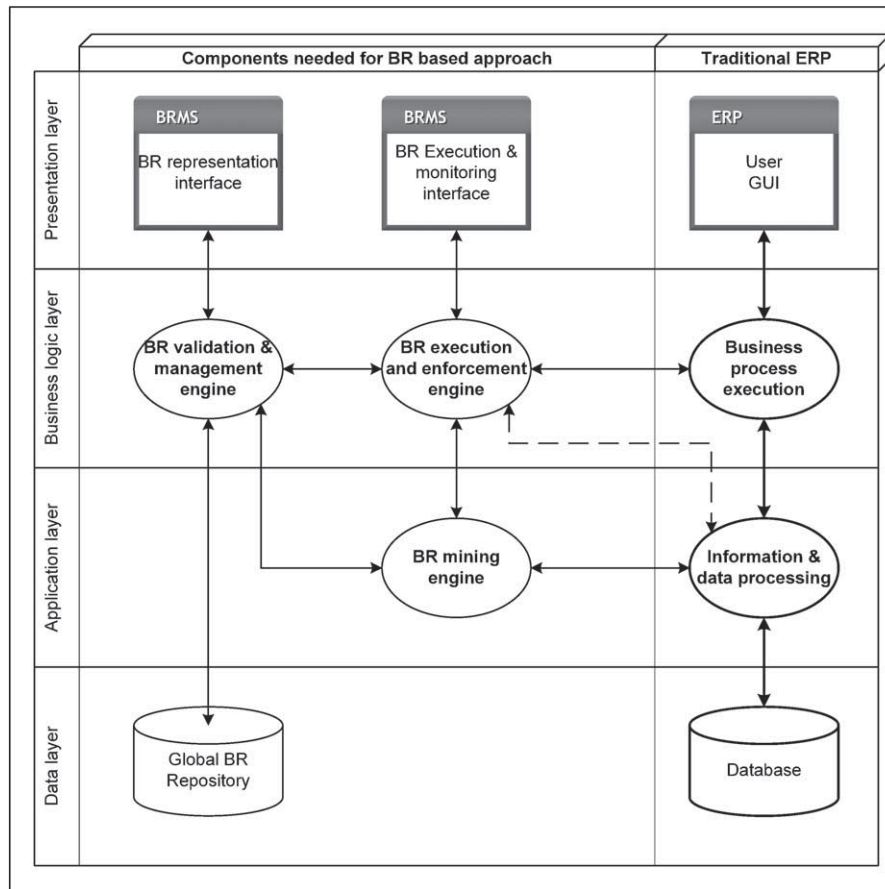 Components needed for BR based approach
Traditional ERP
Presentation layer
BRMS
BR representation
interface
BRMS
BR Execution &
monitoring
interface
ERP
User
GUI
Business logic layer
BR validation &
management
engine
BR execution
and enforcement
engine
Business
process
execution
Application layer
BR mining
engine
Information &
data processing
Data layer
Global BR
Repository
Database